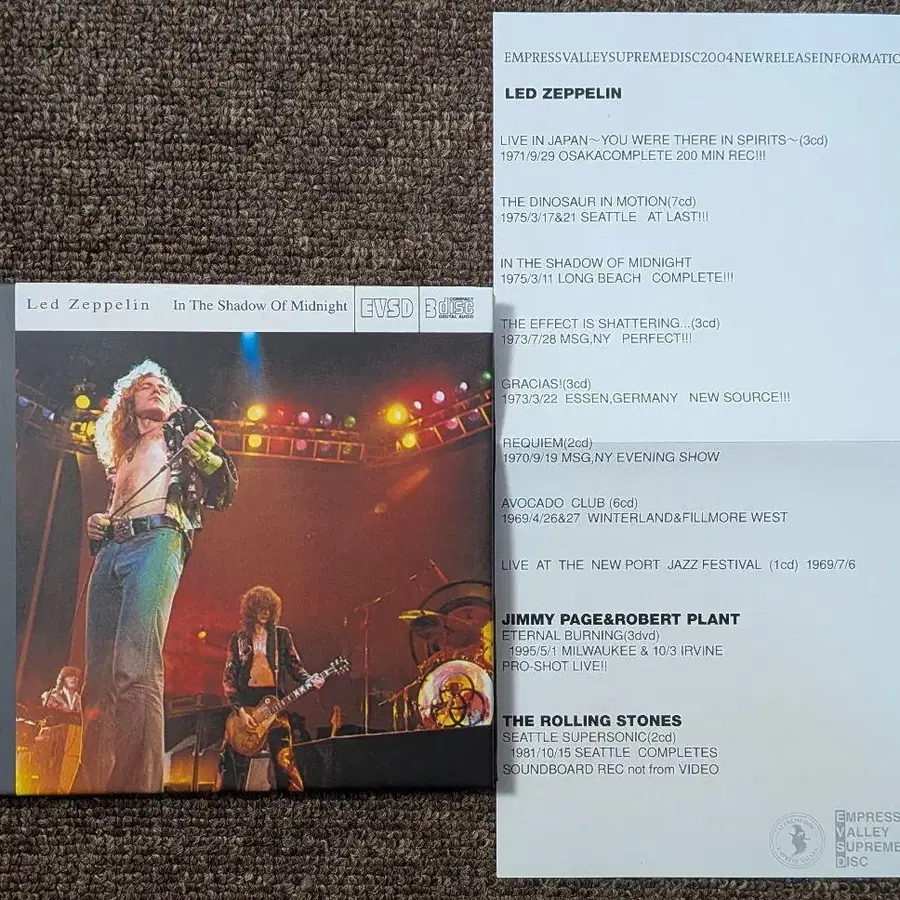 Led Zeppelin In The Shadow Of Midnight EVSD 3 COMPACT disc DIGITAL AUDIO
EMPRESSVALLEYSUPREMEDISC2004NEWRELEASEINFORMATIO
LED ZEPPELIN
LIVE IN JAPAN～YOU WERE THERE IN SPIRITS～(3cd)
1971/9/29 OSAKACOMPLETE 200 MIN REC!!!
THE DINOSAUR IN MOTION(7cd)
1975/3/17&21 SEATTLE AT LAST!!!
IN THE SHADOW OF MIDNIGHT
1975/3/11 LONG BEACH COMPLETE!!!
THE EFFECT IS SHATTERING...(3cd)
1973/7/28 MSG,NY PERFECT!!!
GRACIAS!(3cd)
1973/3/22 ESSEN,GERMANY NEW SOURCE!!!
REQUIEM(2cd)
1970/9/19 MSG,NY EVENING SHOW
AVOCADO CLUB (6cd)
1969/4/26&27 WINTERLAND&FILLMORE WEST
LIVE AT THE NEW PORT JAZZ FESTIVAL (1cd) 1969/7/6
JIMMY PAGE&ROBERT PLANT
ETERNAL BURNING(3dvd)
1995/5/1 MILWAUKEE & 10/3 IRVINE
PRO-SHOT LIVE!!
THE ROLLING STONES
SEATTLE SUPERSONIC(2cd)
1981/10/15 SEATTLE COMPLETES
SOUNDBOARD REC not from VIDEO
EMPRESS
VALLEY
SUPREME
DISC